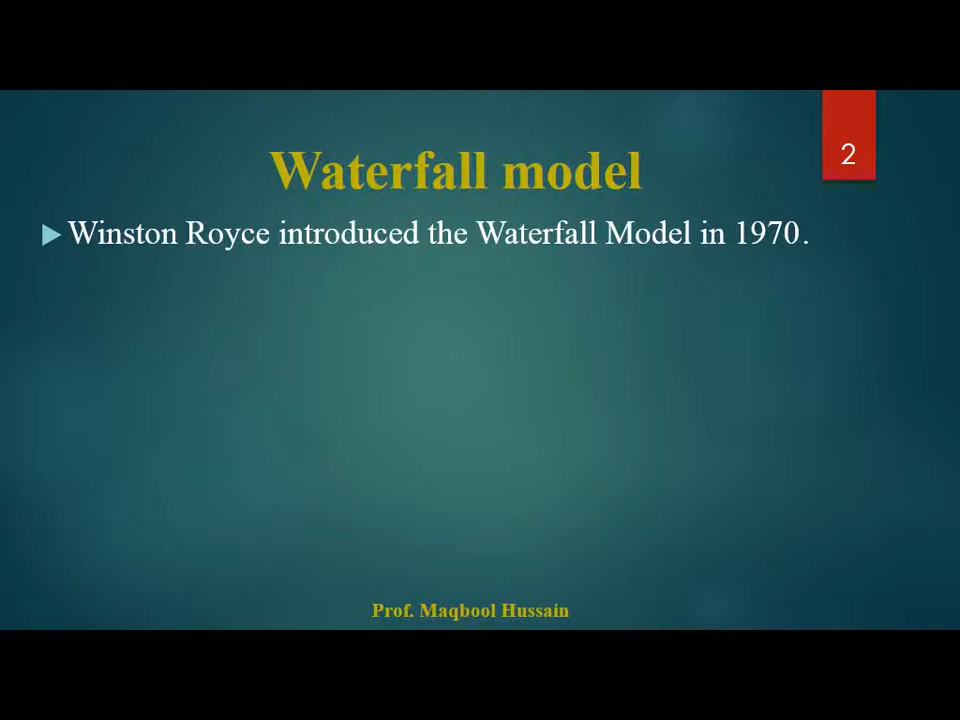 2
Waterfall model
Winston Royce introduced the Waterfall Model in 1970.
Prof. Maqbool Hussain